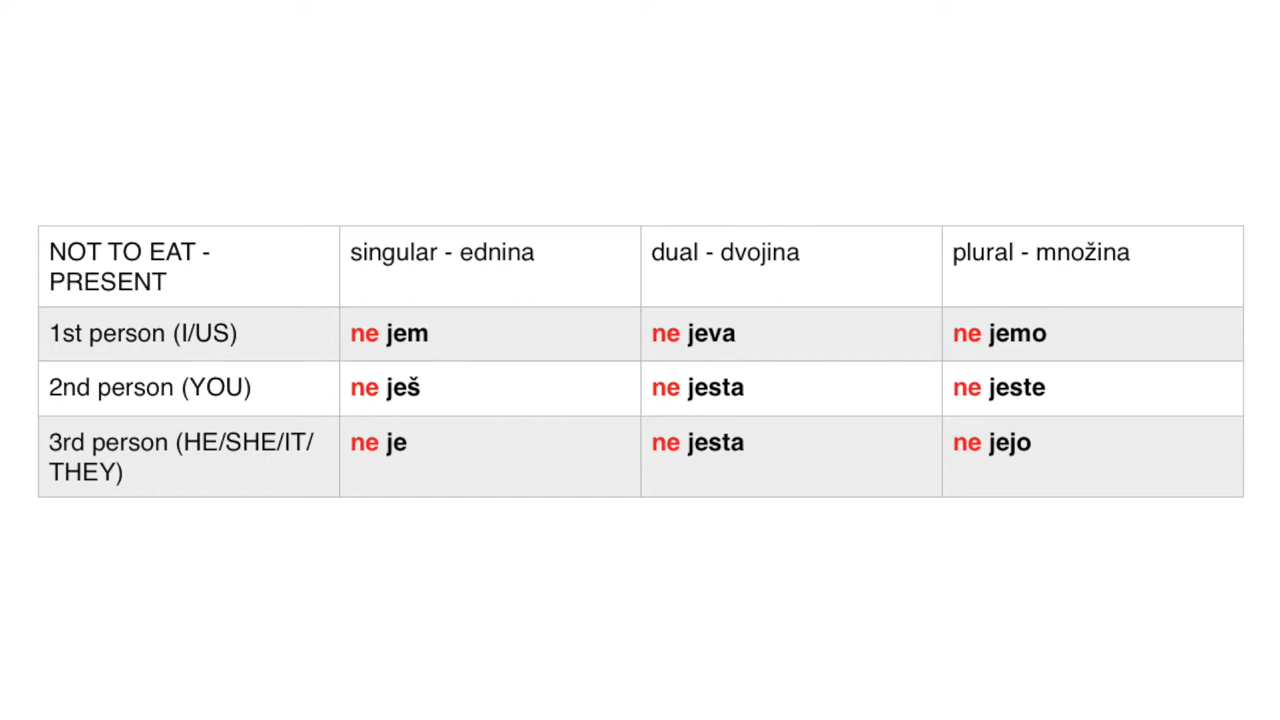 NOT TO EAT - PRESENT singular - ednina dual - dvojina plural - množina
1st person (I/US) ne jem ne jeva ne jemo
2nd person (YOU) ne ješ ne jesta ne jeste
3rd person (HE/SHE/IT/THEY) ne je ne jesta ne jejo